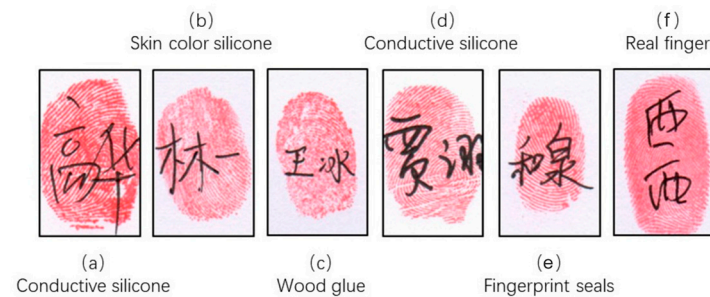 (b)
Skin color silicone
(d)
Conductive silicone
(f)
Real finger
高华
林一
王冰
贾诩
和泉
西西
(a)
Conductive silicone
(c)
Wood glue
(e)
Fingerprint seals